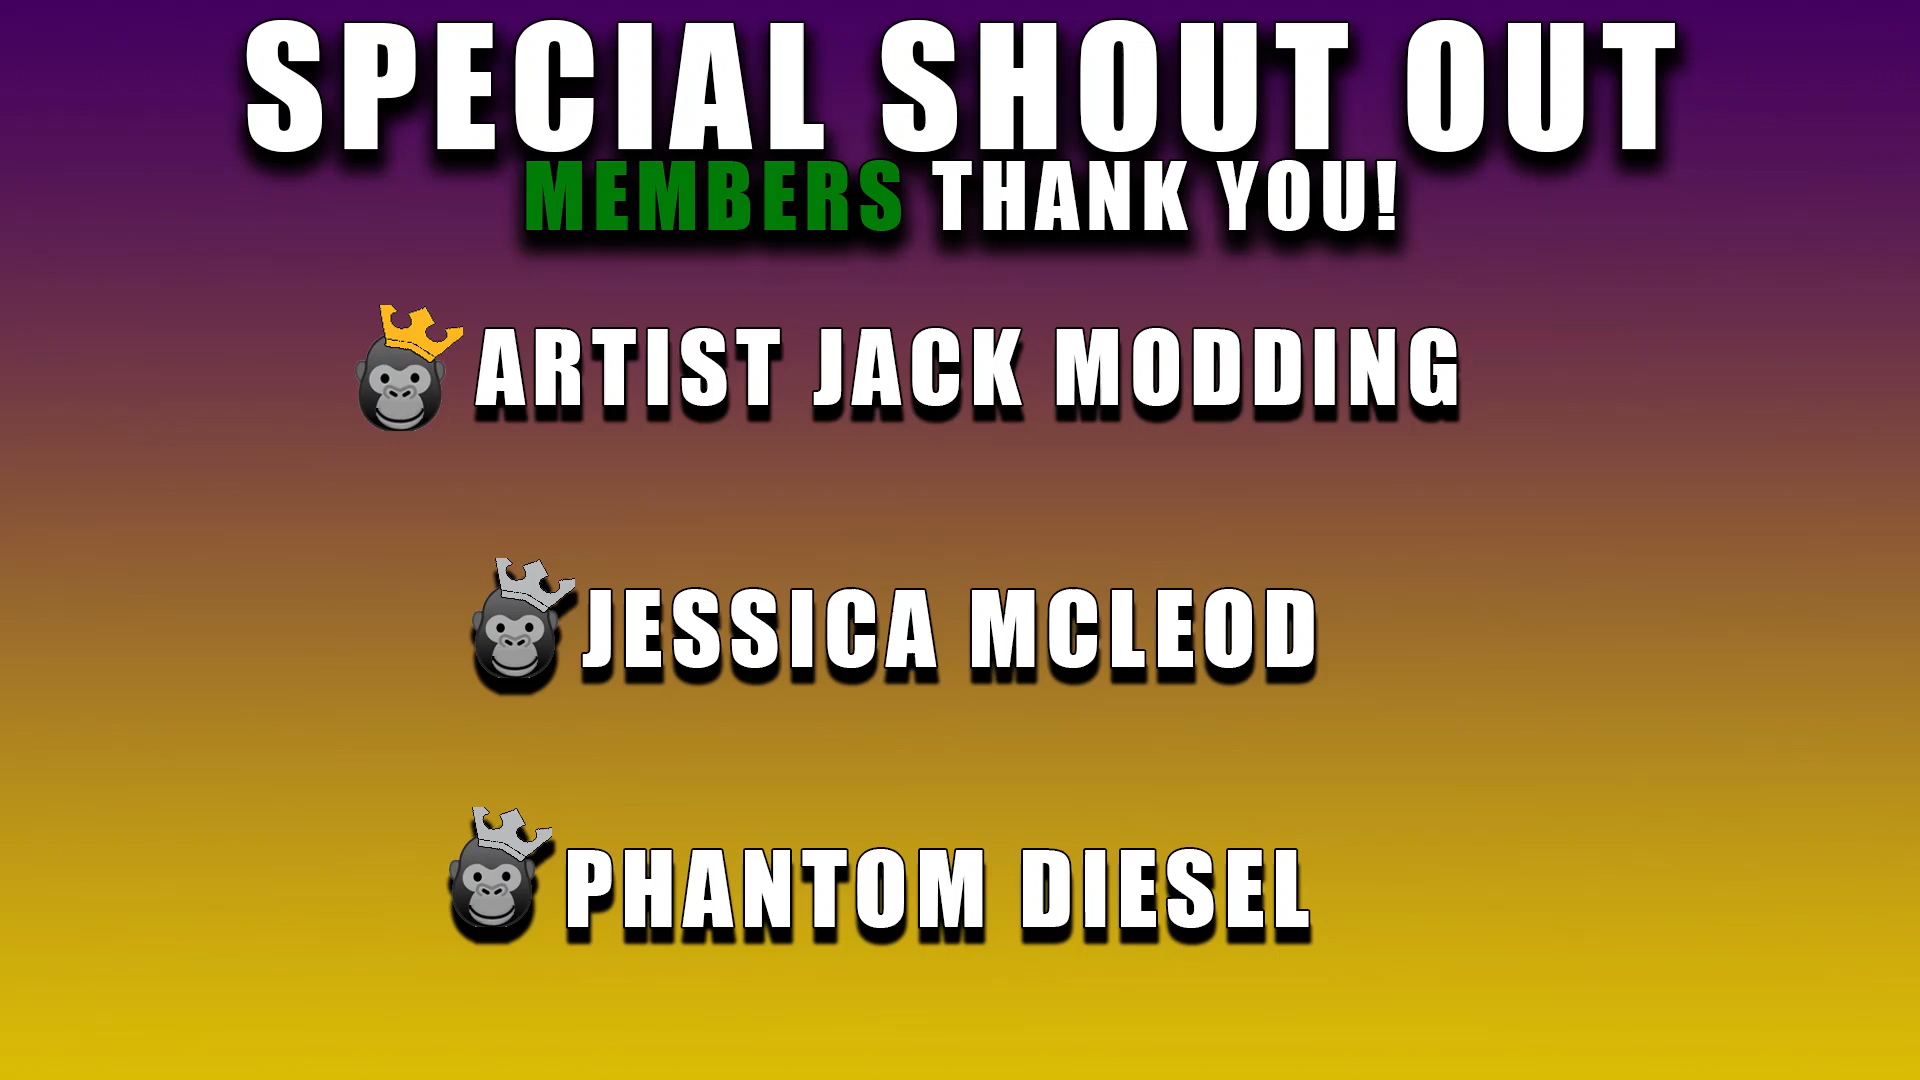 SPECIAL SHOUT OUT
MEMBERS THANK YOU!
ARTIST JACK MODDING
JESSICA MCLEOD
PHANTOM DIESEL